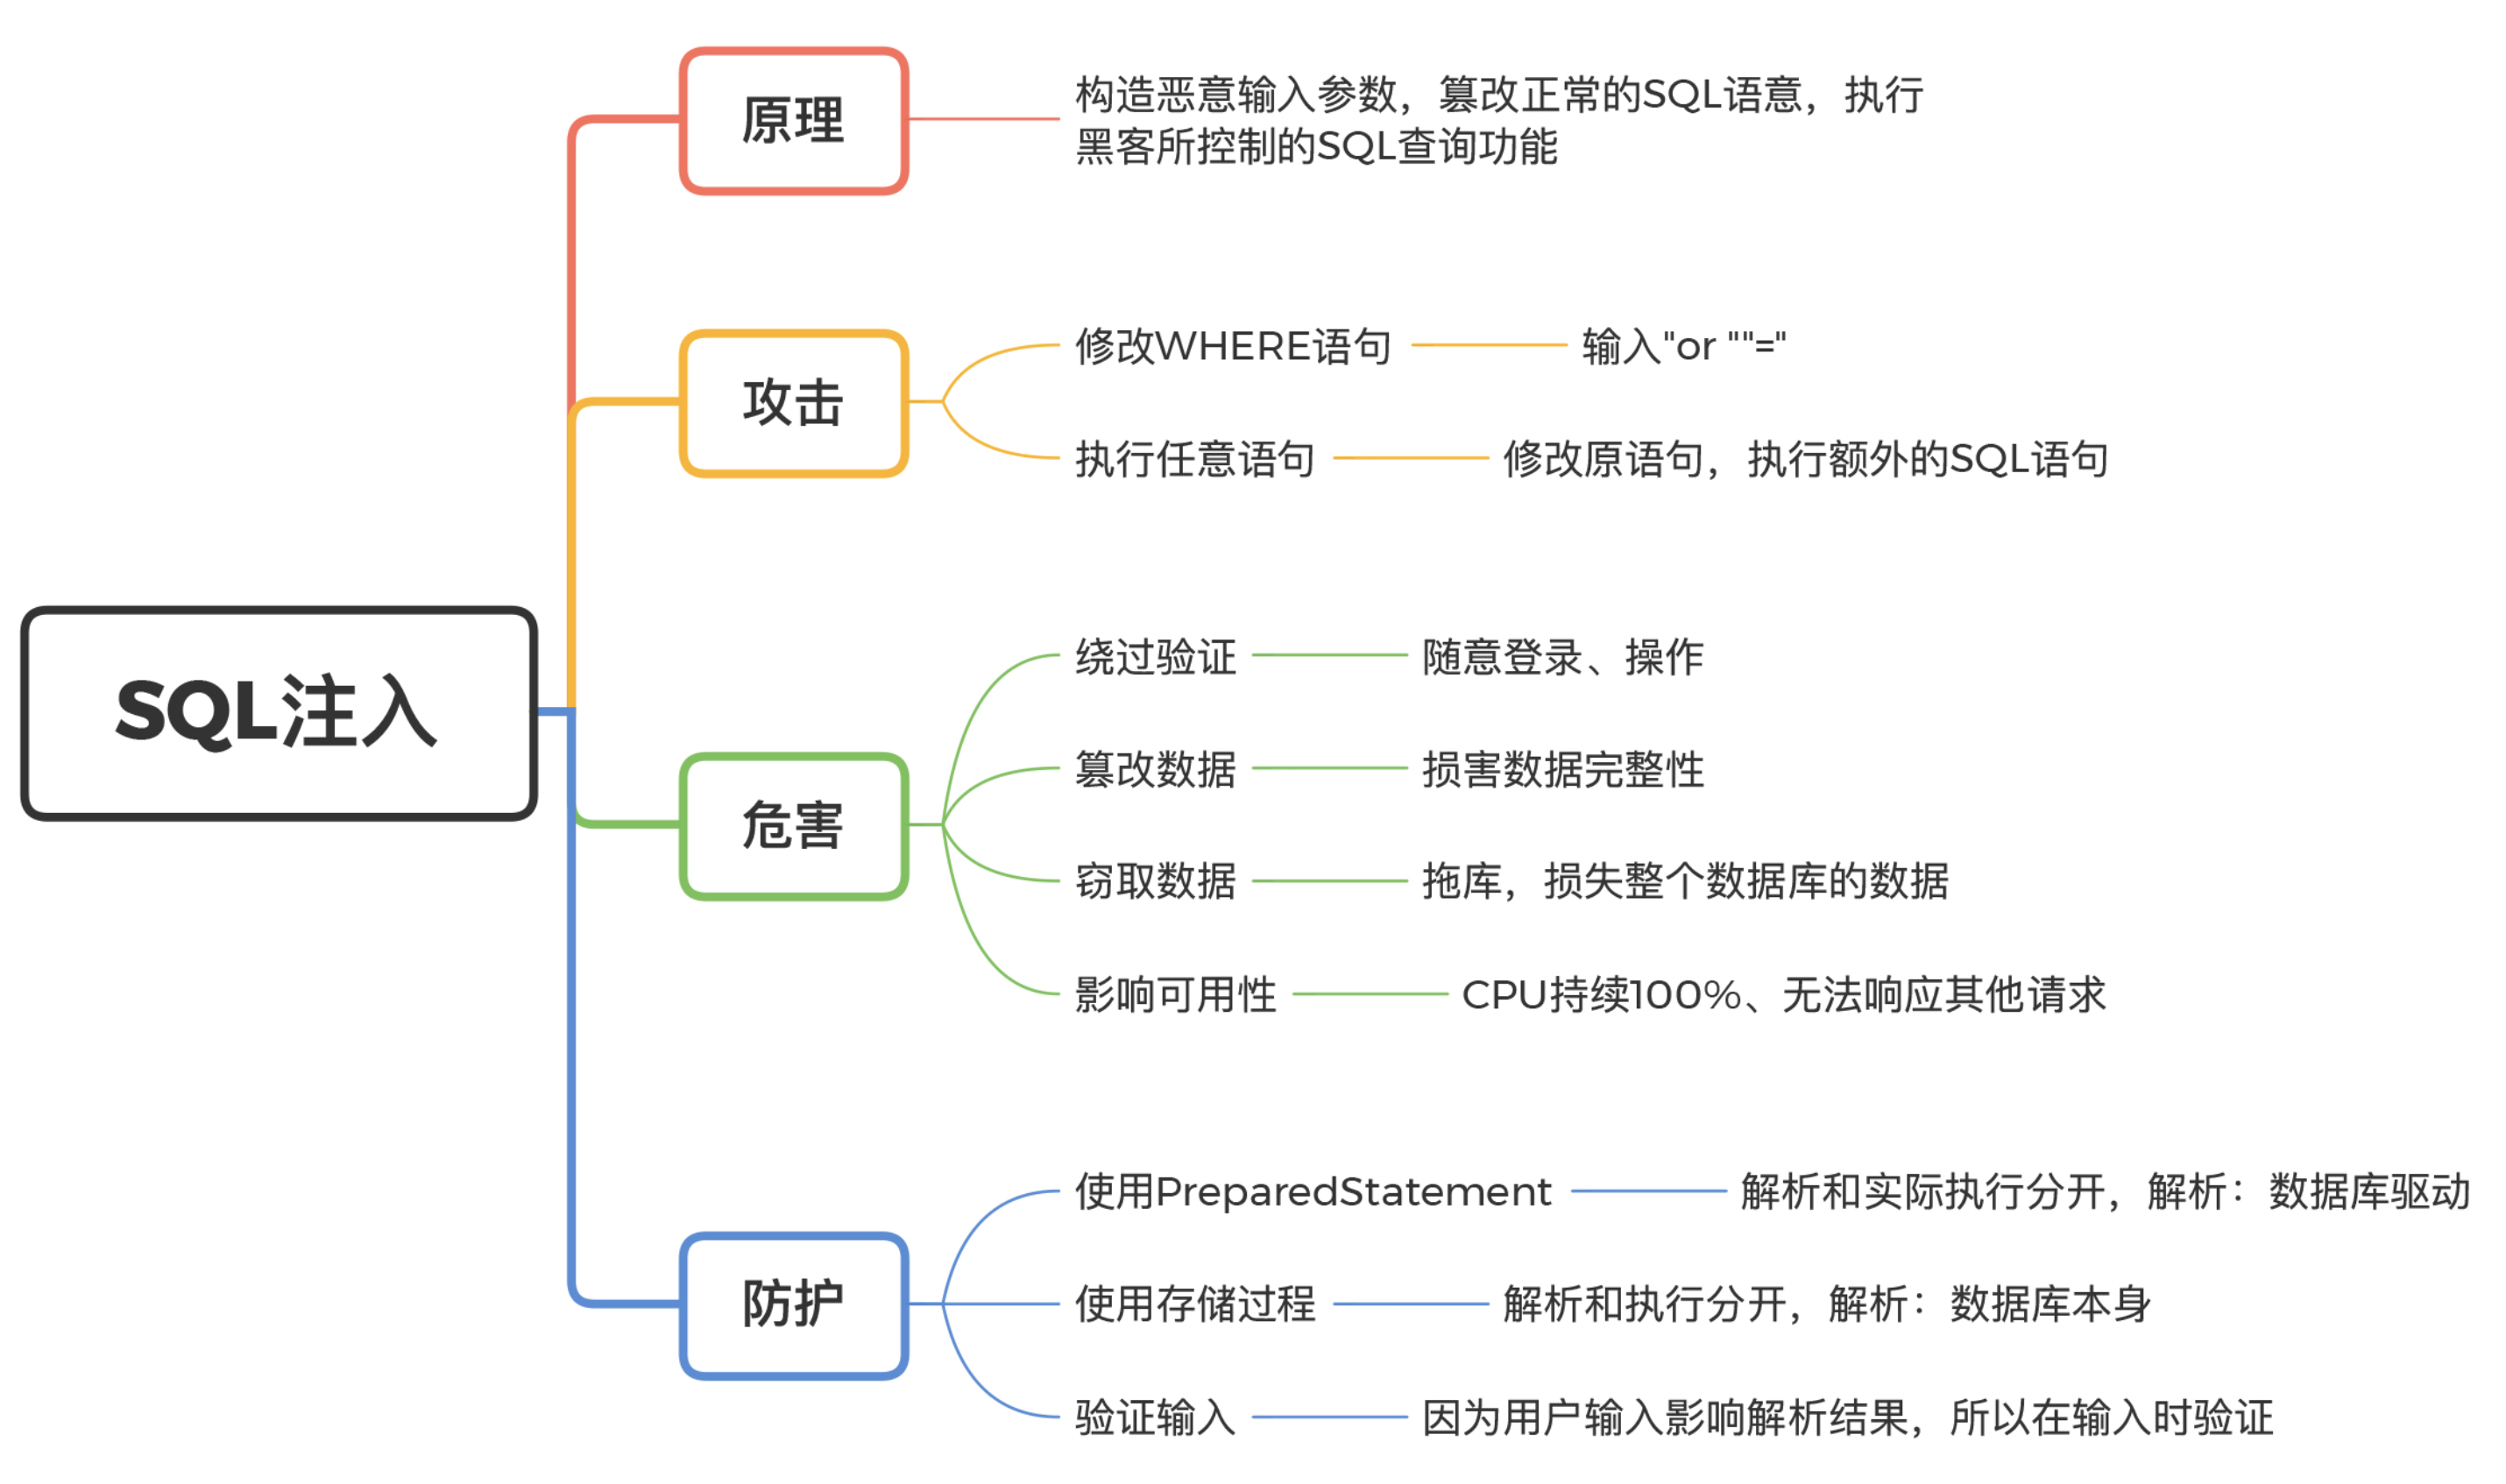 SQL注入
原理
构造恶意输入参数，篡改正常的SQL语意，执行
黑客所控制的SQL查询功能
攻击
修改WHERE语句
输入"or ""="
执行任意语句
修改原语句，执行额外的SQL语句
危害
绕过验证
随意登录、操作
篡改数据
损害数据完整性
窃取数据
拖库，损失整个数据库的数据
影响可用性
CPU持续100%、无法响应其他请求
防护
使用PreparedStatement
解析和实际执行分开，解析：数据库驱动
使用存储过程
解析和执行分开，解析：数据库本身
验证输入
因为用户输入影响解析结果，所以在输入时验证